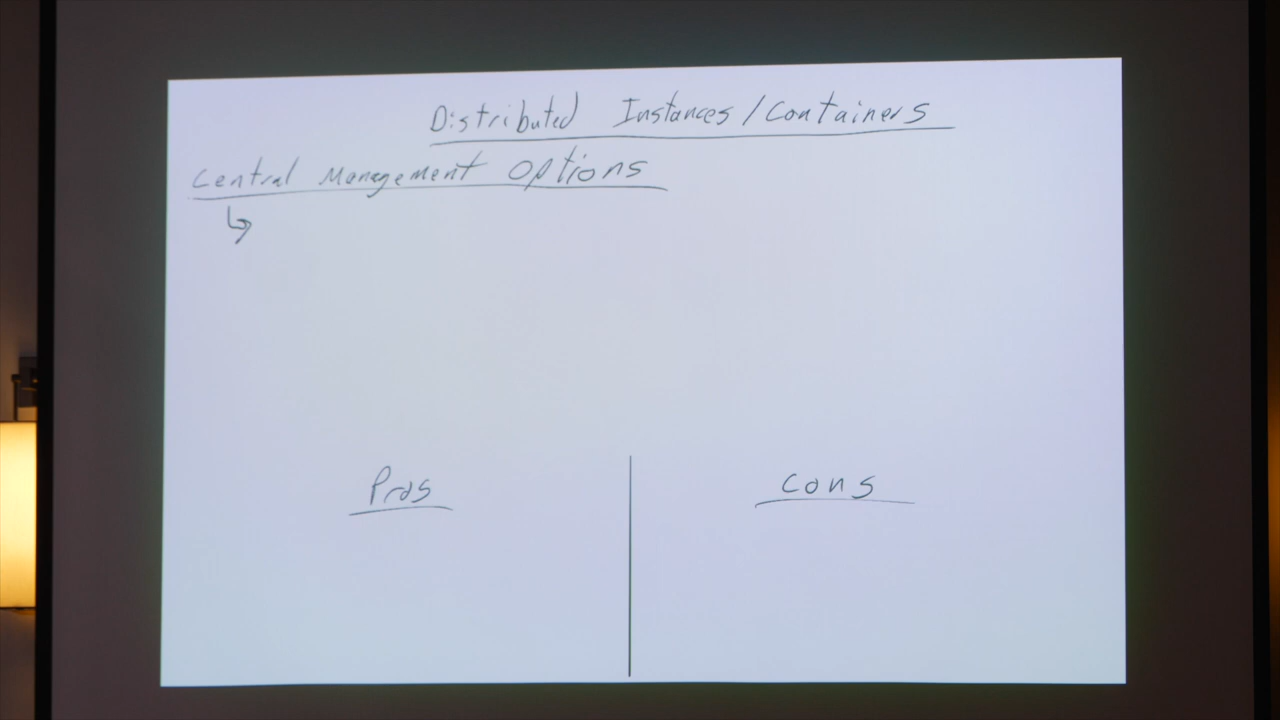 Distributed Instances/Containers
Central Management Options
Pros
Cons